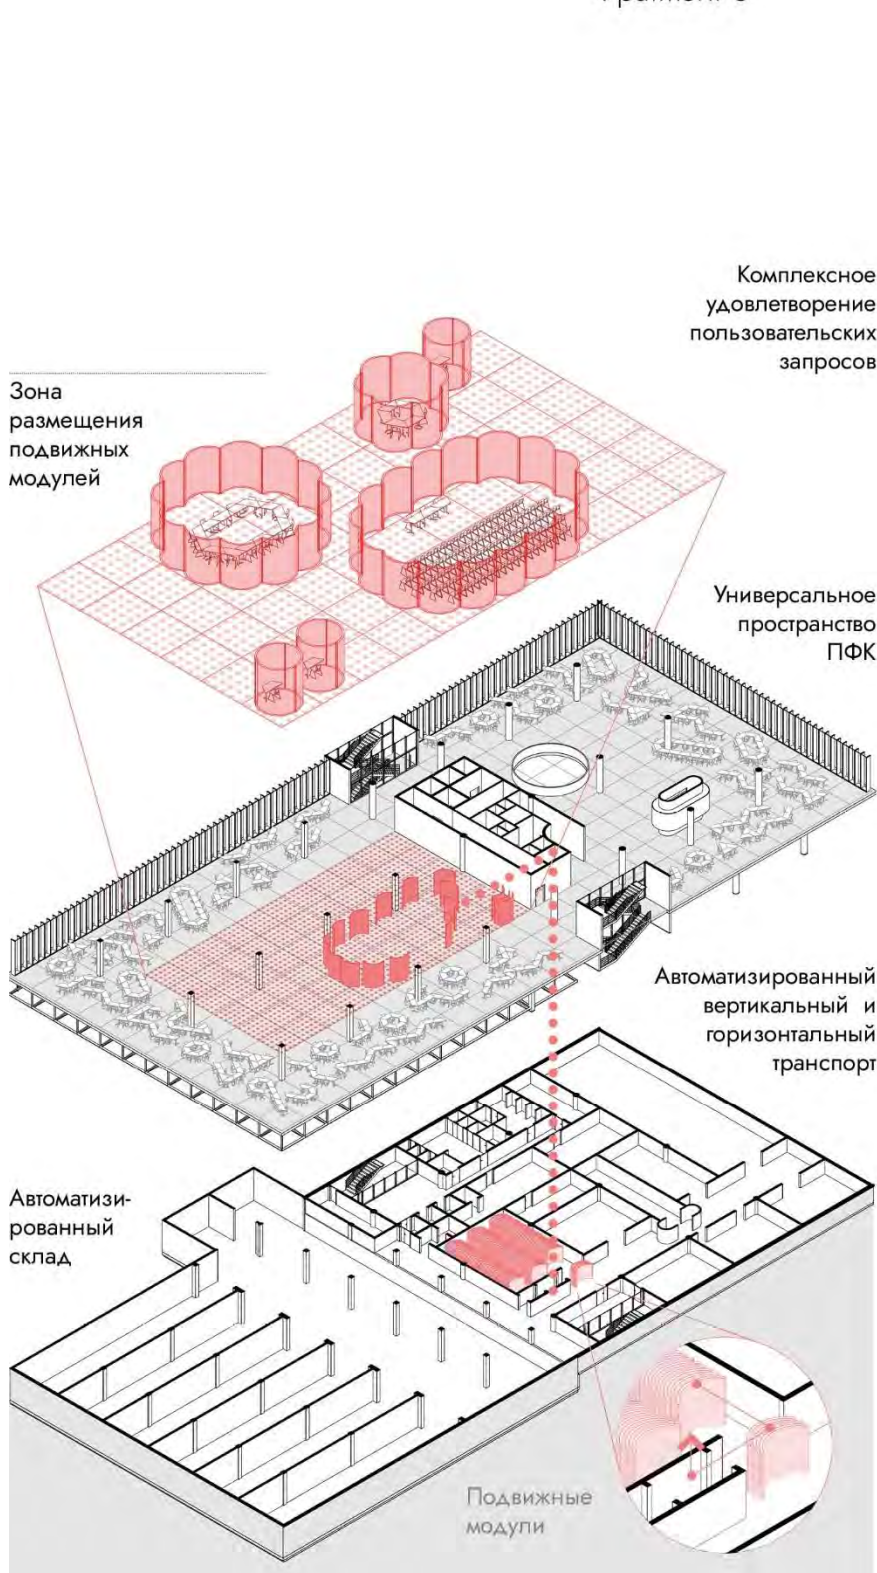 Комплексное
удовлетворение
пользовательских
запросов
Зона
размещения
подвижных
модулей
Универсальное
пространство
ПФК
Автоматизированный
вертикальный и
горизонтальный
транспорт
Автоматизи-
рованный
склад
Подвижные
модули